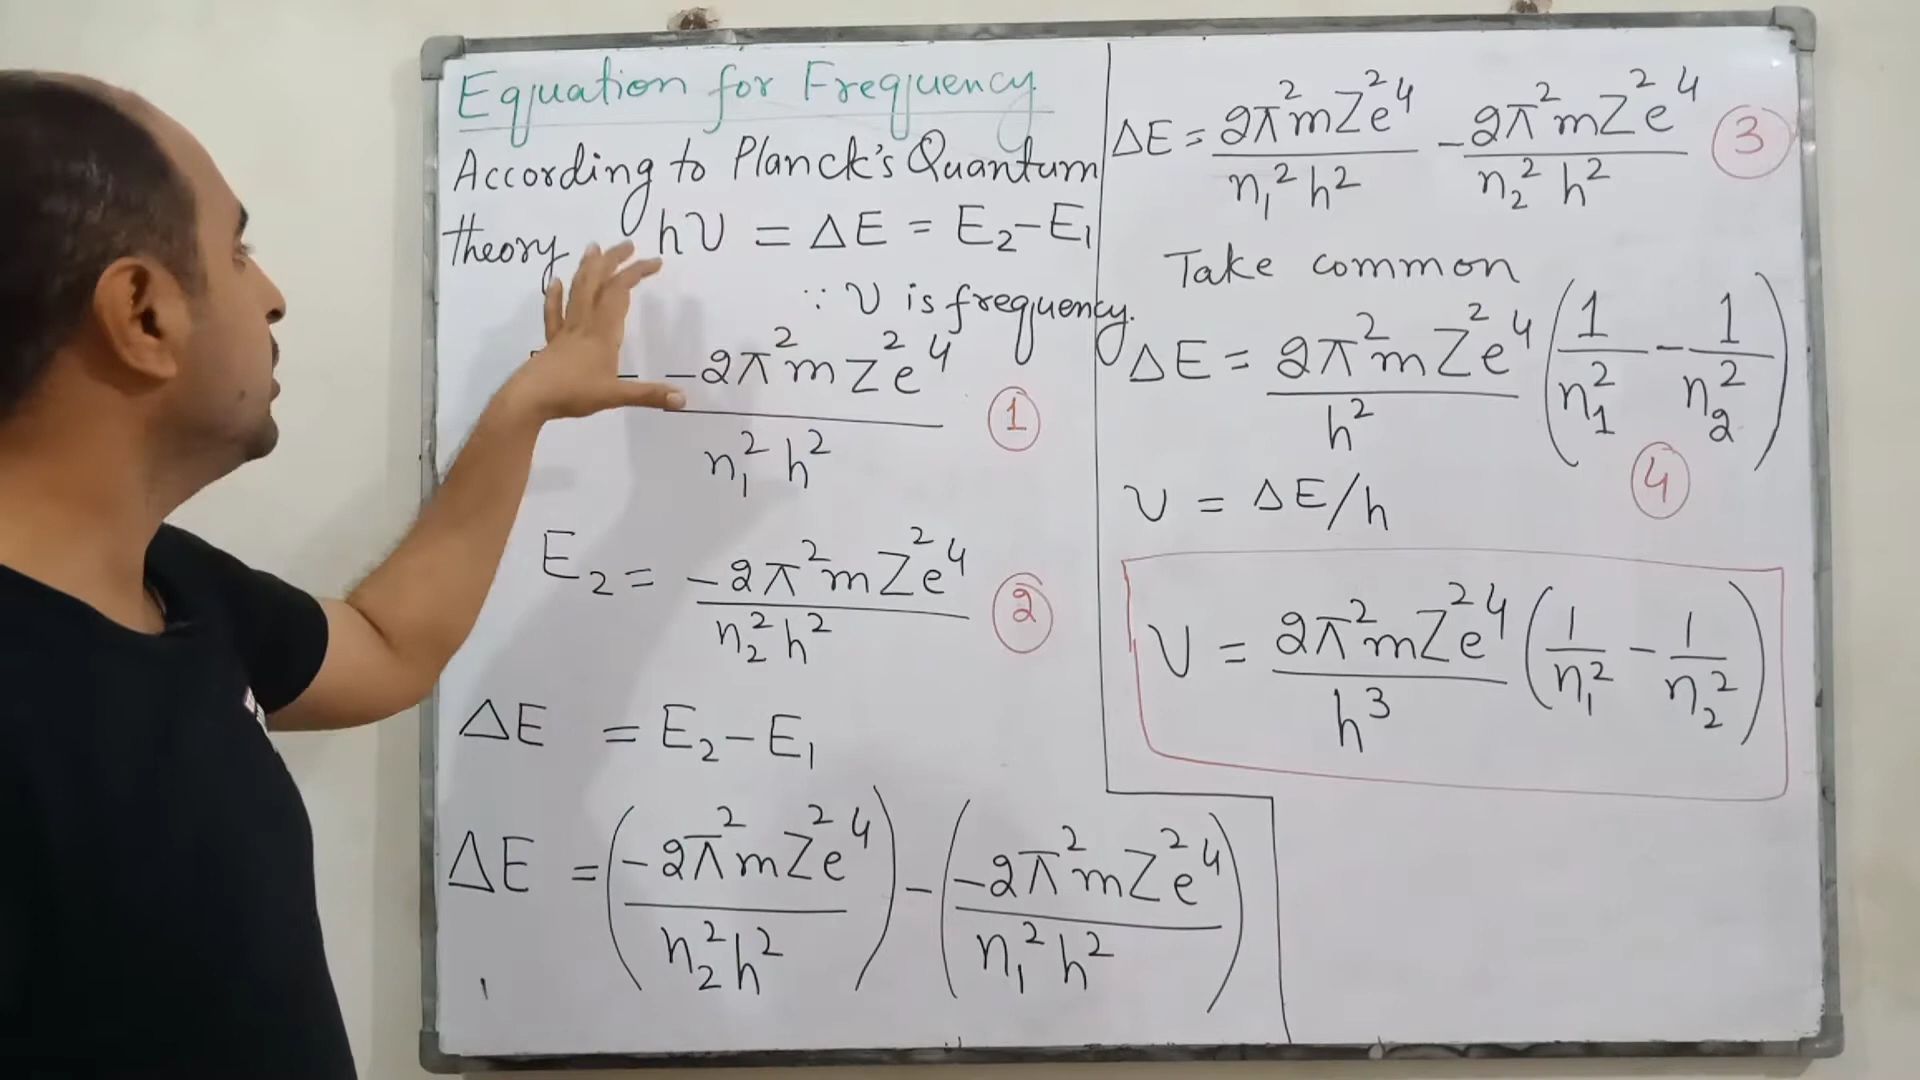 Equation for Frequency
According to Planck's Quantum
theory hυ = ΔE = E₂-E₁
∵ υ is frequency.
-2π²mZ²e⁴ / n₁²h² ①
E₂ = -2π²mZ²e⁴ / n₂²h² ②
ΔE = E₂-E₁
ΔE = (-2π²mZ²e⁴ / n₂²h²) - (-2π²mZ²e⁴ / n₁²h²)
ΔE = 2π²mZ²e⁴ / n₁²h² - 2π²mZ²e⁴ / n₂²h² ③
Take common
ΔE = 2π²mZ²e⁴ / h² (1/n₁² - 1/n₂²) ④
υ = ΔE/h
υ = 2π²mZ²e⁴ / h³ (1/n₁² - 1/n₂²)